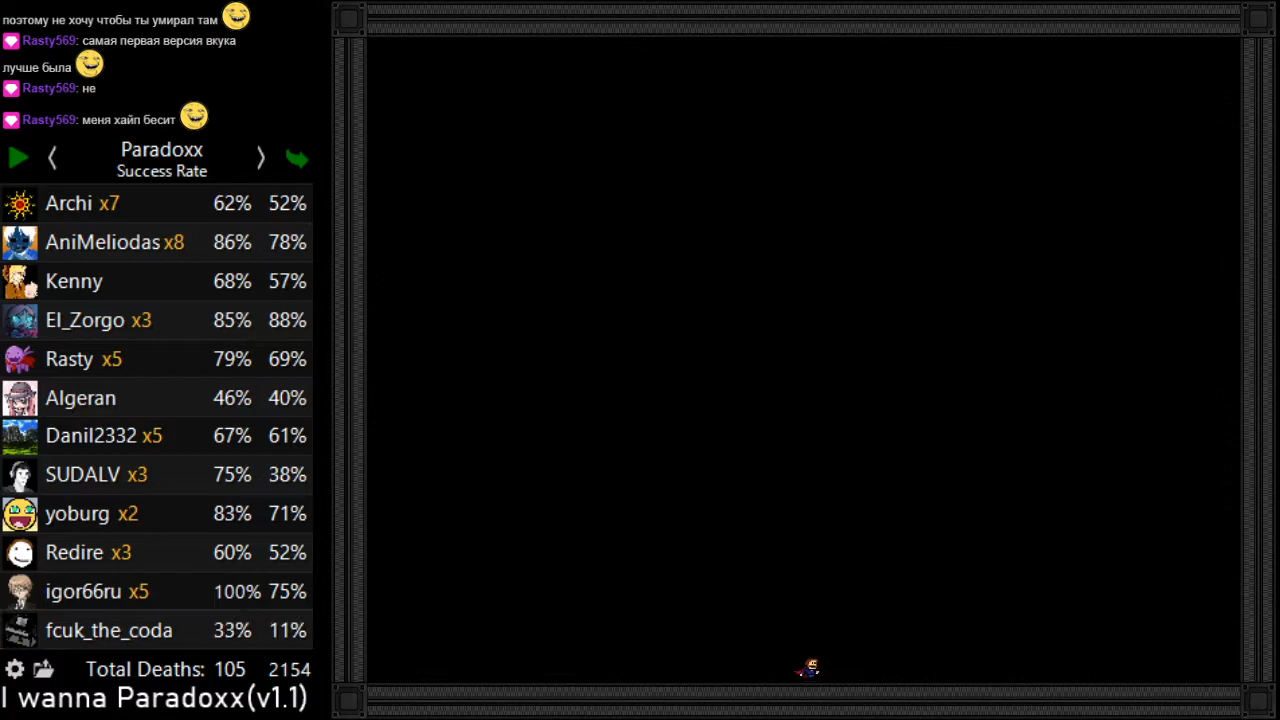 поэтому не хочу чтобы ты умирал там
Rasty569: самая первая версия вкука
лучше была
Rasty569: не
Rasty569: меня хайп бесит
Paradoxx
Success Rate
Archi x7 62% 52%
AniMeliodas x8 86% 78%
Kenny 68% 57%
El_Zorgo x3 85% 88%
Rasty x5 79% 69%
Algeran 46% 40%
Danil2332 x5 67% 61%
SUDALV x3 75% 38%
yoburg x2 83% 71%
Redire x3 60% 52%
igor66ru x5 100% 75%
fcuk_the_coda 33% 11%
Total Deaths: 105 2154
I wanna Paradoxx(v1.1)